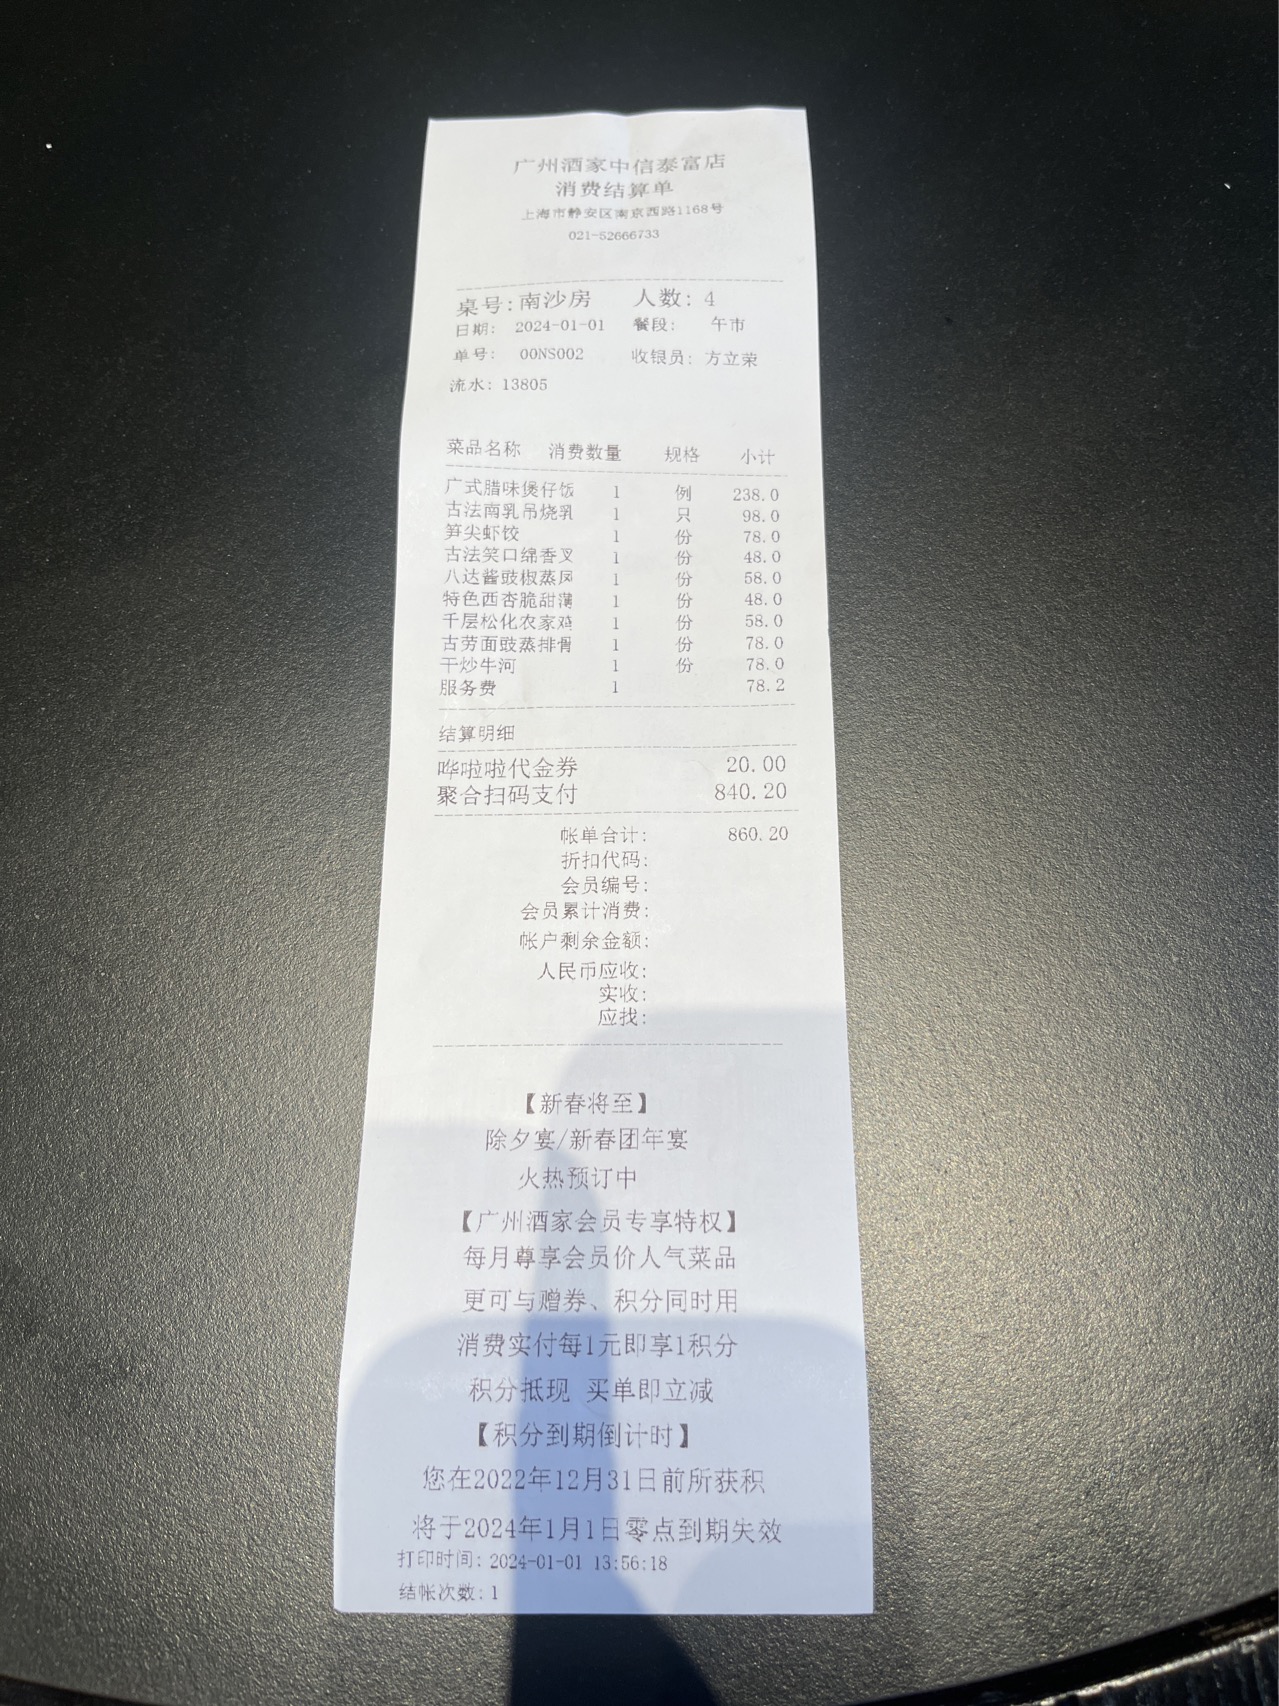 广州酒家中信泰富店
消费结算单
上海市静安区南京西路1168号
021-52666733
桌号:南沙房 人数: 4
日期: 2024-01-01 餐段: 午市
单号: 00NS002 收银员: 方立荣
流水: 13805
菜品名称 消费数量 规格 小计
广式腊味煲仔饭 1 例 238.0
古法南乳吊烧乳 1 只 98.0
笋尖虾饺 1 份 78.0
古法笑口绵香叉 1 份 48.0
八达酱豉椒蒸凤 1 份 58.0
特色西杏脆甜薄 1 份 48.0
千层松化农家鸡 1 份 58.0
古劳面豉蒸排骨 1 份 78.0
干炒牛河 1 份 78.0
服务费 1 78.2
结算明细
哗啦啦代金券 20.00
聚合扫码支付 840.20
帐单合计: 860.20
折扣代码:
会员编号:
会员累计消费:
帐户剩余金额:
人民币应收:
实收:
应找:
【新春将至】
除夕宴/新春团年宴
火热预订中
【广州酒家会员专享特权】
每月尊享会员价人气菜品
更可与赠券、积分同时用
消费实付每1元即享1积分
积分抵现 买单即立减
【积分到期倒计时】
您在2022年12月31日前所获积
将于2024年1月1日零点到期失效
打印时间: 2024-01-01 13:56:18
结帐次数: 1